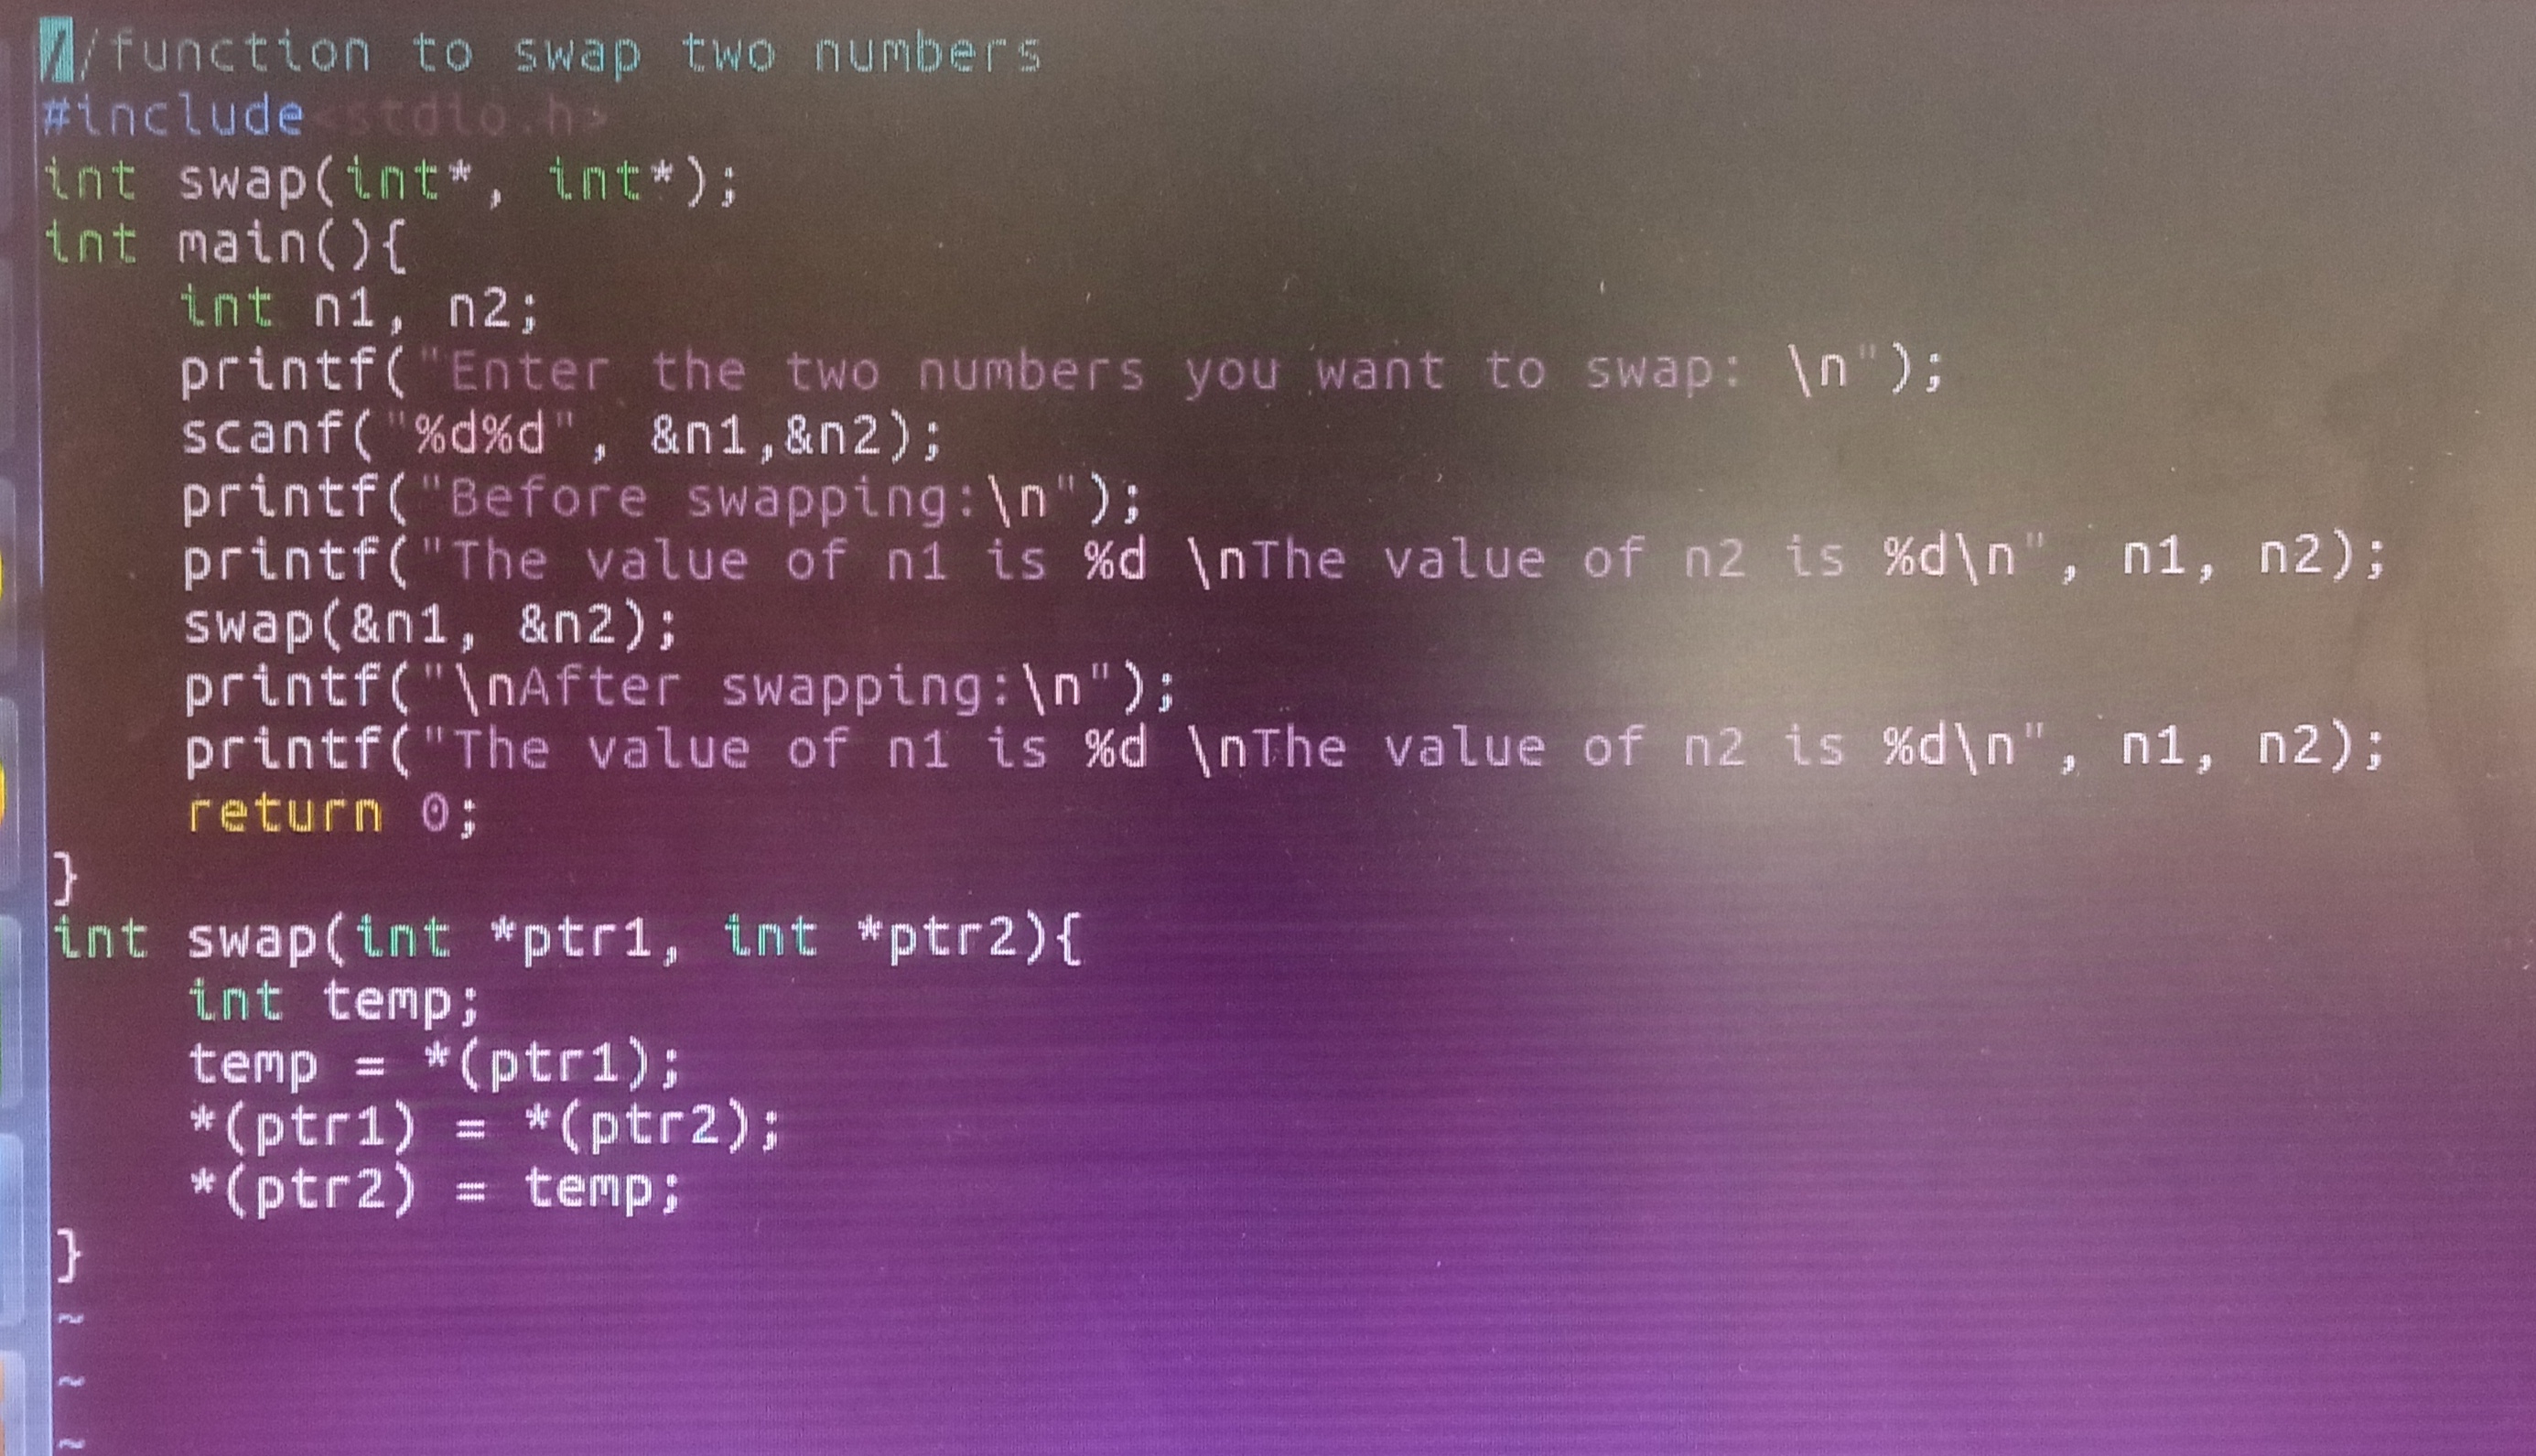 //function to swap two numbers
#include<stdio.h>
int swap(int*, int*);
int main(){
    int n1, n2;
    printf("Enter the two numbers you want to swap: \n");
    scanf("%d%d", &n1,&n2);
    printf("Before swapping:\n");
    printf("The value of n1 is %d \nThe value of n2 is %d\n", n1, n2);
    swap(&n1, &n2);
    printf("\nAfter swapping:\n");
    printf("The value of n1 is %d \nThe value of n2 is %d\n", n1, n2);
    return 0;
}
int swap(int *ptr1, int *ptr2){
    int temp;
    temp = *(ptr1);
    *(ptr1) = *(ptr2);
    *(ptr2) = temp;
}
~
~
~